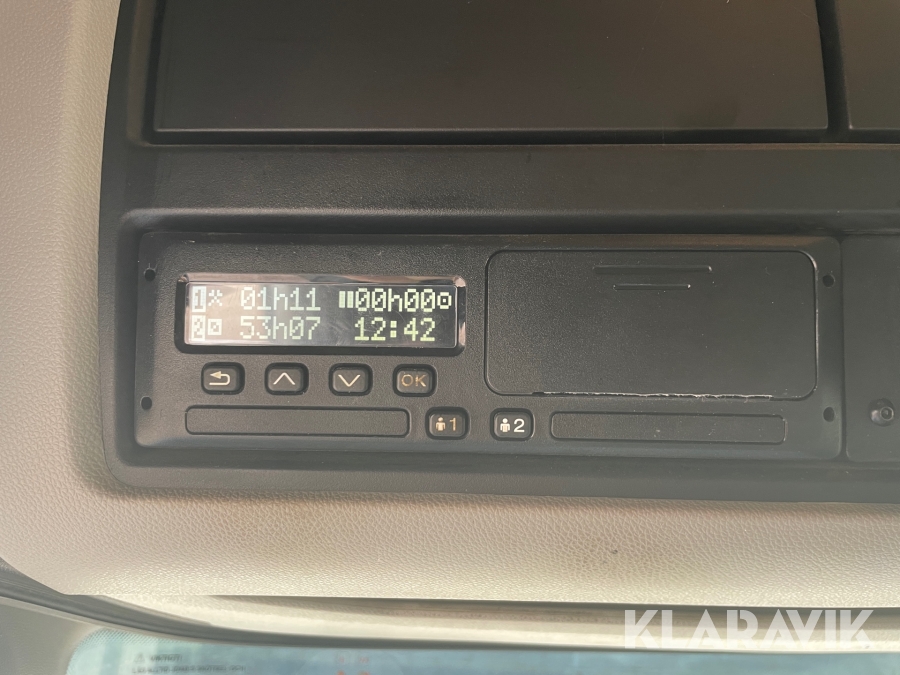 1 01h11 00h00
2 53h07 12:42
OK
1 2
KLARAVIK